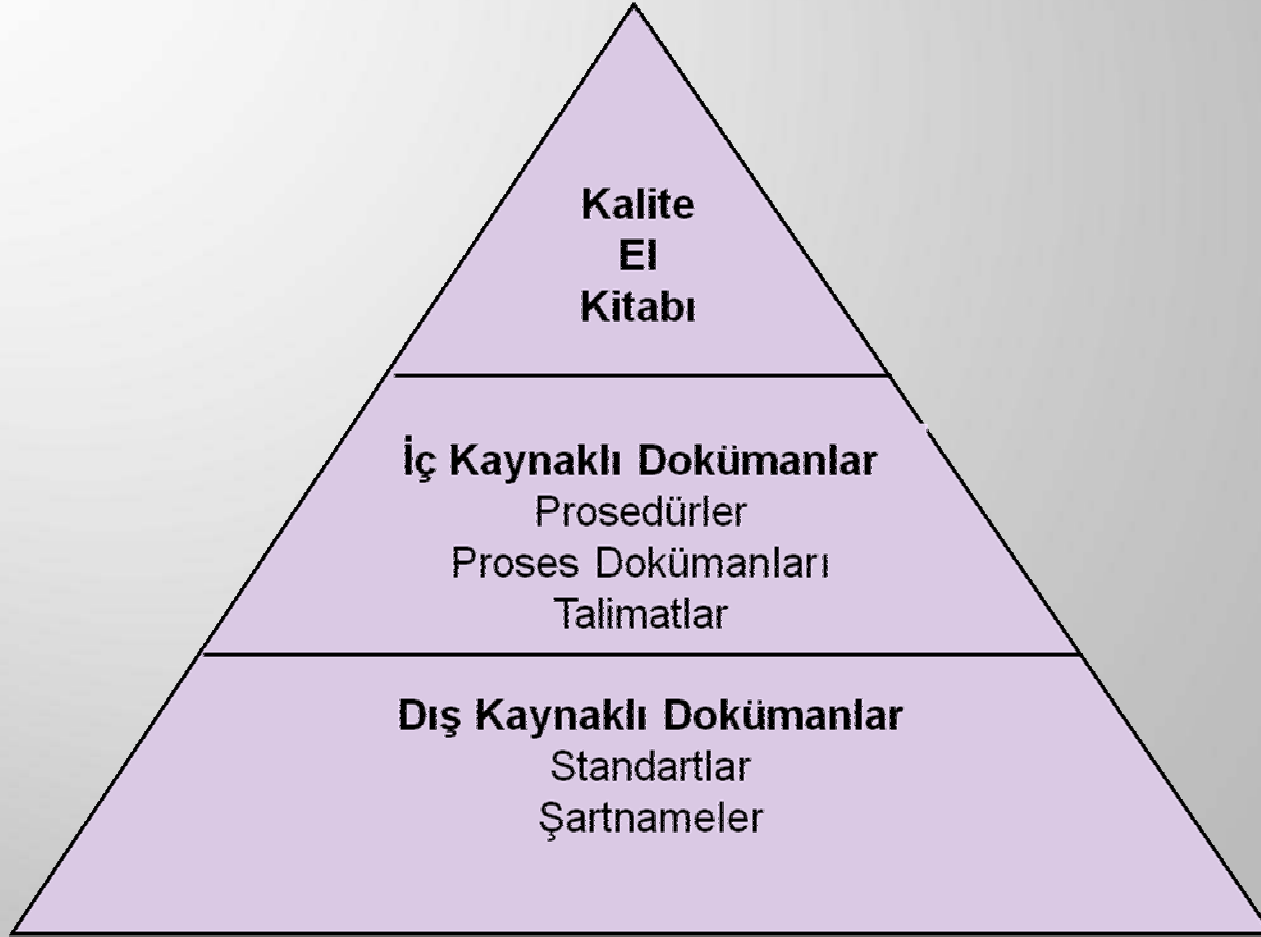 Kalite
El
Kitabı
İç Kaynaklı Dokümanlar
Prosedürler
Proses Dokümanları
Talimatlar
Dış Kaynaklı Dokümanlar
Standartlar
Şartnameler